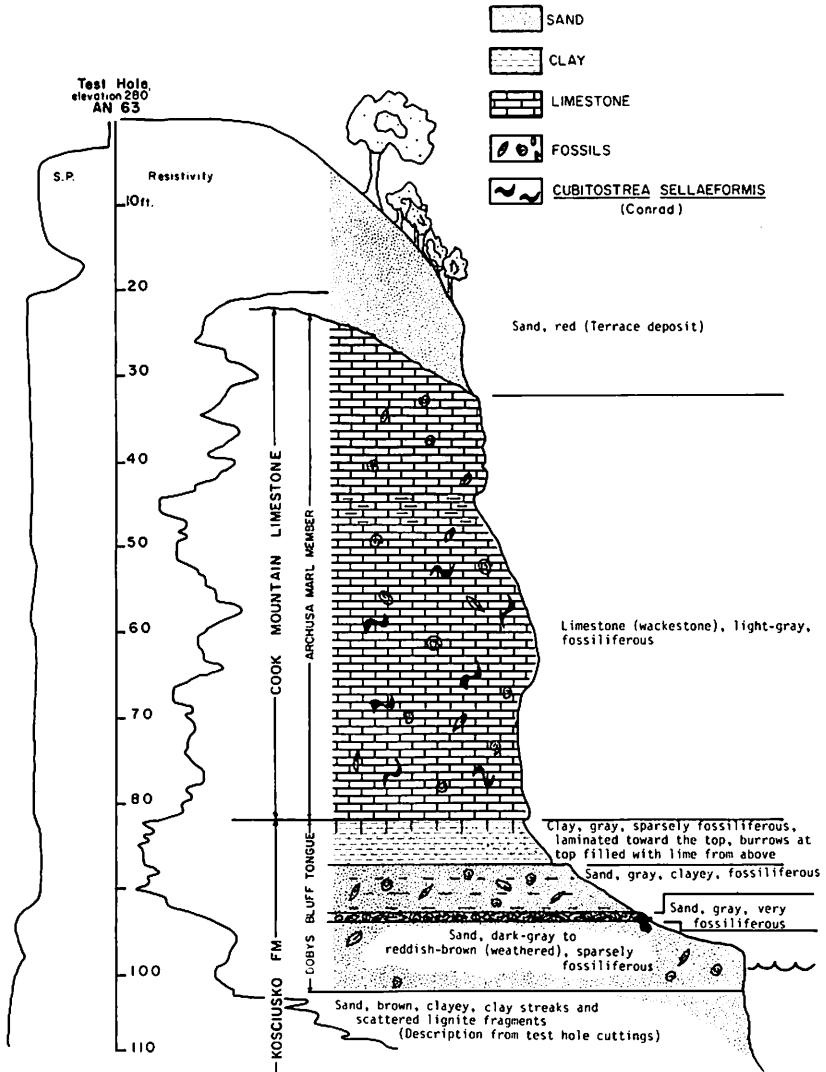 SAND
CLAY
LIMESTONE
FOSSILS
CUBITOSTREA SELLAEFORMIS
(Conrad)
Test Hole,
elevation 280'
AN 63
S.P.
Resistivity
10ft.
20
30
40
50
60
70
80
100
110
COOK MOUNTAIN LIMESTONE
ARCHUSA MARL MEMBER
KOSCIUSKO FM
DOBYS BLUFF TONGUE
Sand, red (Terrace deposit)
Limestone (wackestone), light-gray,
fossiliferous
Clay, gray, sparsely fossiliferous,
laminated toward the top, burrows at
top filled with lime from above
Sand, gray, clayey, fossiliferous
Sand, gray, very
fossiliferous
Sand, dark-gray to
reddish-brown (weathered), sparsely
fossiliferous
Sand, brown, clayey, clay streaks and
scattered lignite fragments
(Description from test hole cuttings)